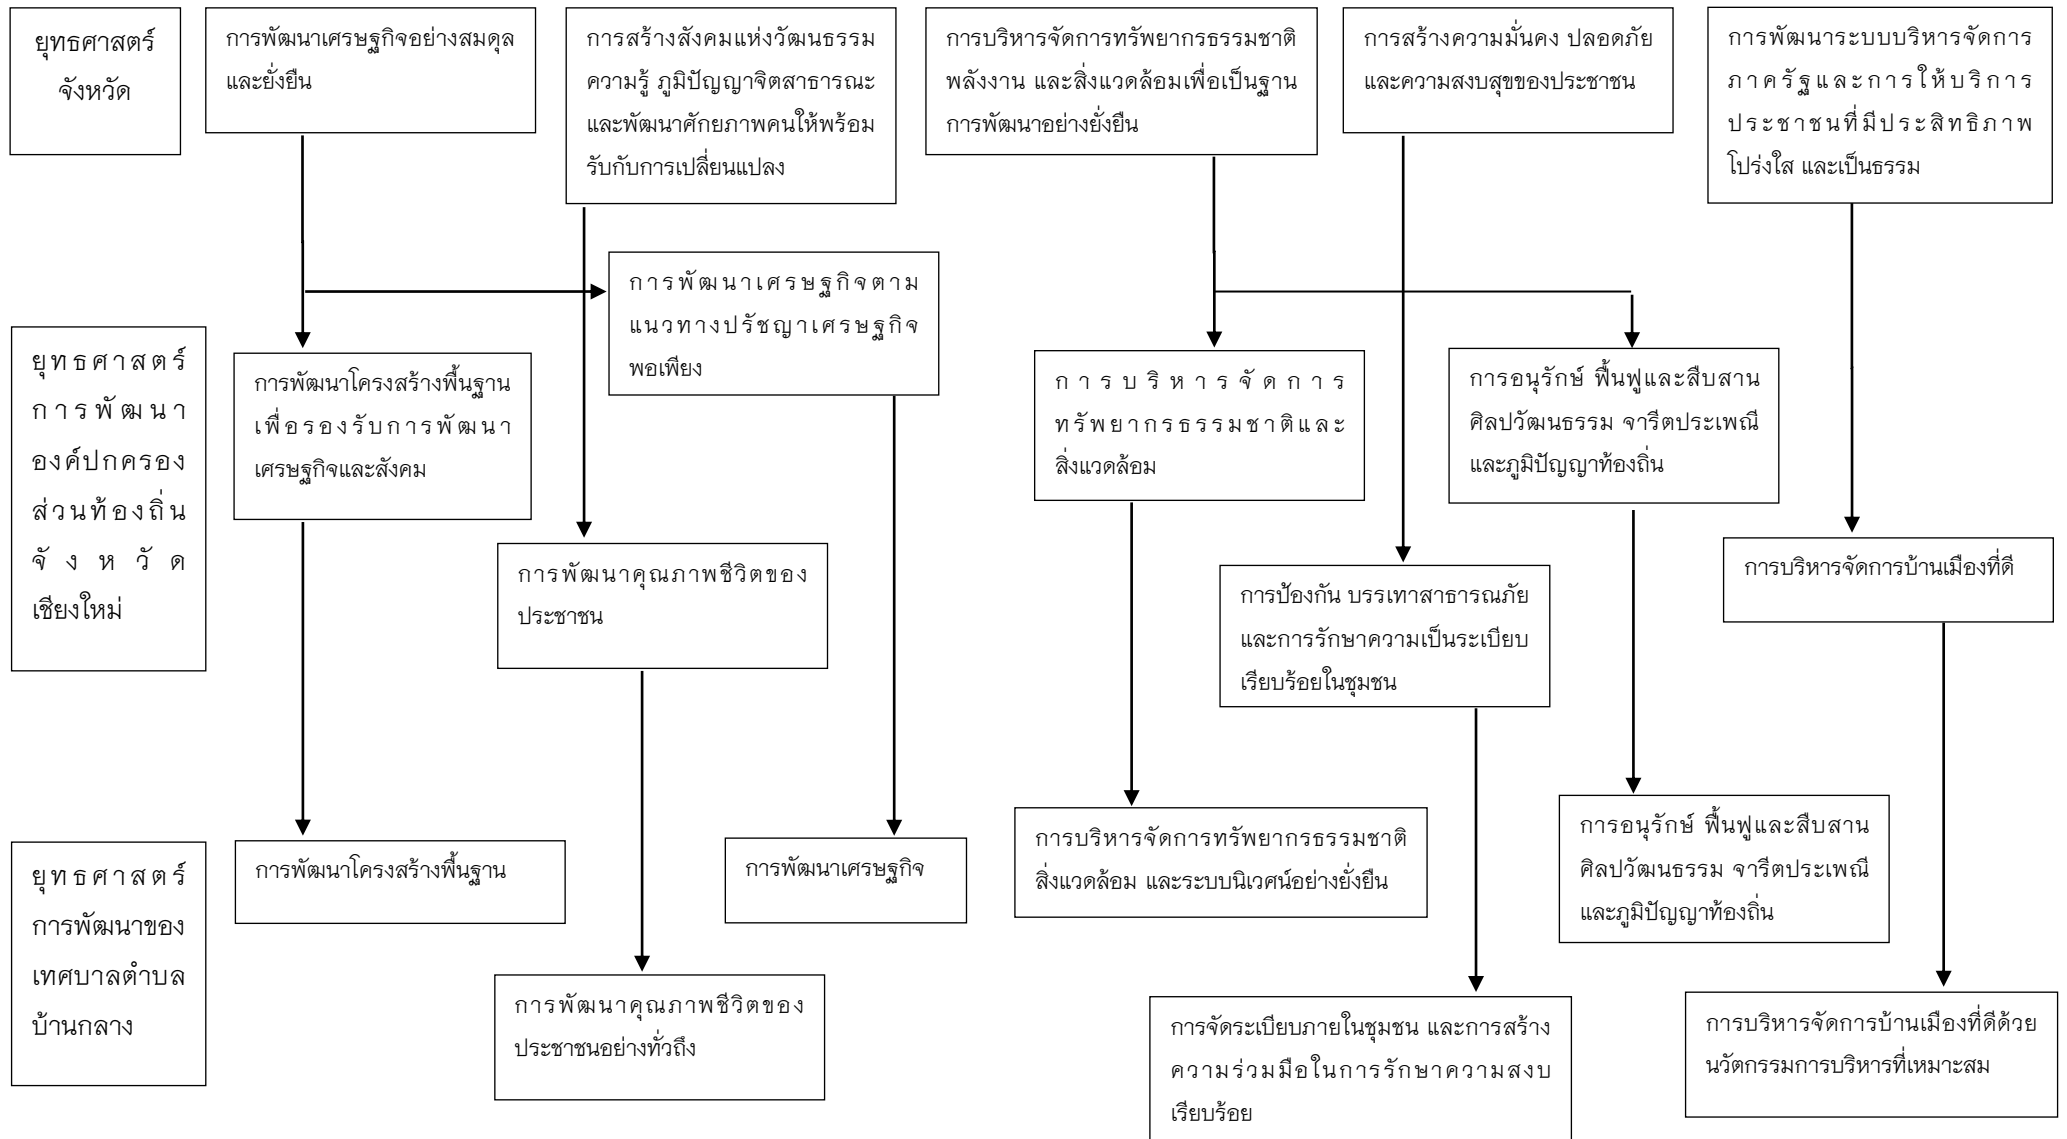 ยุทธศาสตร์
จังหวัด
การพัฒนาเศรษฐกิจอย่างสมดุล
และยั่งยืน
การสร้างสังคมแห่งวัฒนธรรม
ความรู้ ภูมิปัญญาจิตสาธารณะ
และพัฒนาศักยภาพคนให้พร้อม
รับกับการเปลี่ยนแปลง
การบริหารจัดการทรัพยากรธรรมชาติ
พลังงาน และสิ่งแวดล้อมเพื่อเป็นฐาน
การพัฒนาอย่างยั่งยืน
การสร้างความมั่นคง ปลอดภัย
และความสงบสุขของประชาชน
การพัฒนาระบบบริหารจัดการ
ภาครัฐและการให้บริการ
ประชาชนที่มีประสิทธิภาพ
โปร่งใส และเป็นธรรม
ยุทธศาสตร์
การพัฒนา
องค์ปกครอง
ส่วนท้องถิ่น
จังหวัด
เชียงใหม่
การพัฒนาโครงสร้างพื้นฐาน
เพื่อรองรับการพัฒนา
เศรษฐกิจและสังคม
การพัฒนาเศรษฐกิจตาม
แนวทางปรัชญาเศรษฐกิจ
พอเพียง
การพัฒนาคุณภาพชีวิตของ
ประชาชน
การบริหารจัดการ
ทรัพยากรธรรมชาติและ
สิ่งแวดล้อม
การป้องกัน บรรเทาสาธารณภัย
และการรักษาความเป็นระเบียบ
เรียบร้อยในชุมชน
การอนุรักษ์ ฟื้นฟูและสืบสาน
ศิลปวัฒนธรรม จารีตประเพณี
และภูมิปัญญาท้องถิ่น
การบริหารจัดการบ้านเมืองที่ดี
ยุทธศาสตร์
การพัฒนาของ
เทศบาลตำบล
บ้านกลาง
การพัฒนาโครงสร้างพื้นฐาน
การพัฒนาคุณภาพชีวิตของ
ประชาชนอย่างทั่วถึง
การพัฒนาเศรษฐกิจ
การบริหารจัดการทรัพยากรธรรมชาติ
สิ่งแวดล้อม และระบบนิเวศน์อย่างยั่งยืน
การจัดระเบียบภายในชุมชน และการสร้าง
ความร่วมมือในการรักษาความสงบ
เรียบร้อย
การอนุรักษ์ ฟื้นฟูและสืบสาน
ศิลปวัฒนธรรม จารีตประเพณี
และภูมิปัญญาท้องถิ่น
การบริหารจัดการบ้านเมืองที่ดีด้วย
นวัตกรรมการบริหารที่เหมาะสม